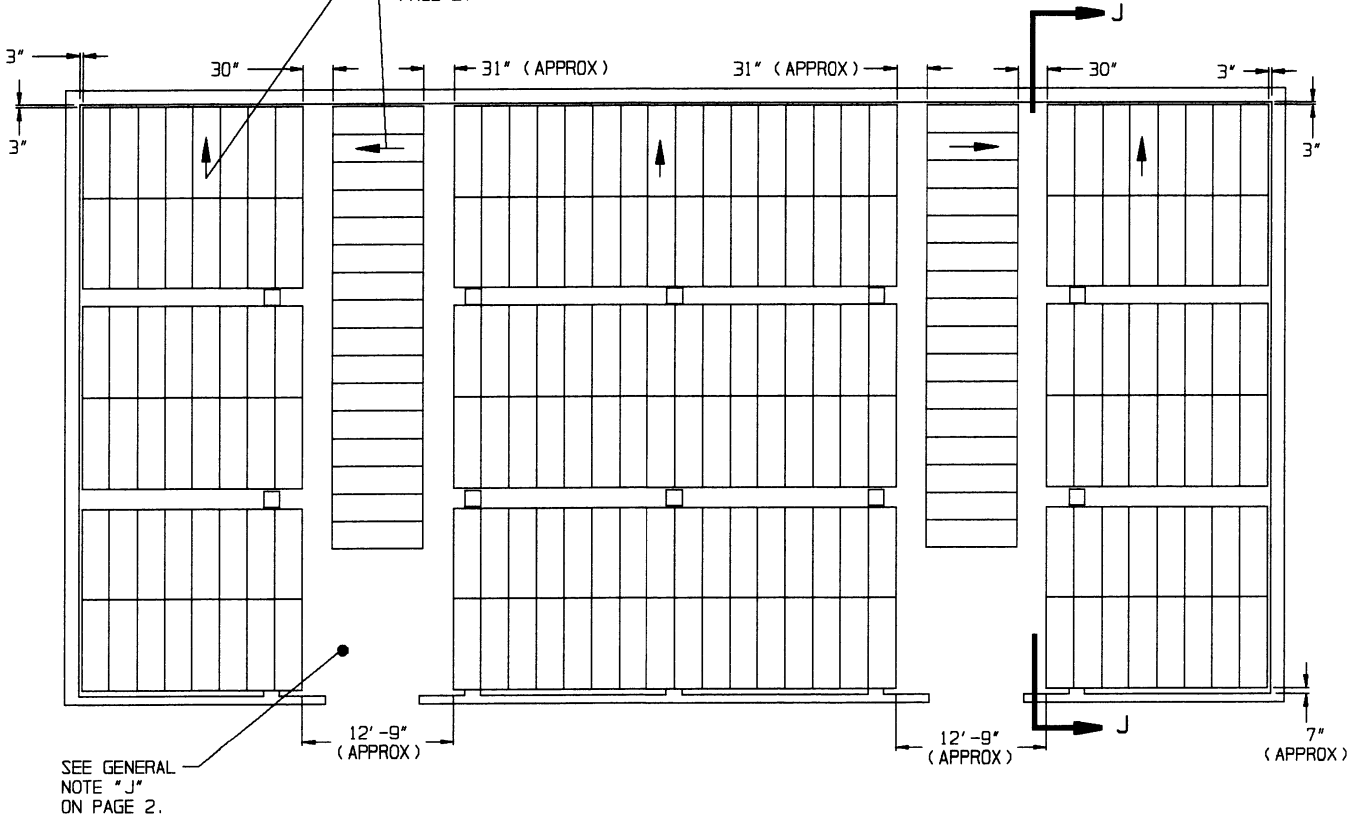 J
3"
30"
31" (APPROX)
31" (APPROX)
30"
3"
3"
3"
12'-9"
(APPROX)
12'-9"
(APPROX)
J
7"
(APPROX)
SEE GENERAL
NOTE "J"
ON PAGE 2.